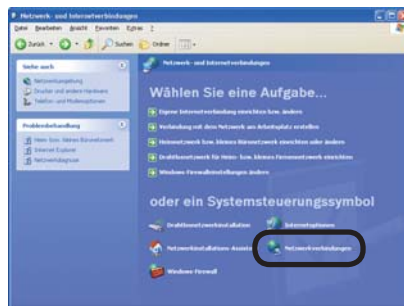 Netzwerk- und Internetverbindungen
Datei Bearbeiten Ansicht Favoriten Extras ?
Zurück Suchen Ordner
Siehe auch
Netzwerkumgebung
Drucker und andere Hardware
Telefon- und Modemoptionen
Problembehandlung
Heim- bzw. kleines Büronetzwerk
Internet Explorer
Netzwerkdiagnose
Netzwerk- und Internetverbindungen
Wählen Sie eine Aufgabe...
Eigene Internetverbindung einrichten bzw. ändern
Verbindung mit dem Netzwerk am Arbeitsplatz erstellen
Heimnetzwerk bzw. kleines Büronetzwerk einrichten oder ändern
Drahtlosnetzwerk für Heim- bzw. kleines Firmennetzwerk einrichten
Windows-Firewalleinstellungen ändern
oder ein Systemsteuerungssymbol
Drahtlosnetzwerkinstallation
Internetoptionen
Netzwerkinstallations-Assiste
Netzwerkverbindungen
Windows-Firewall